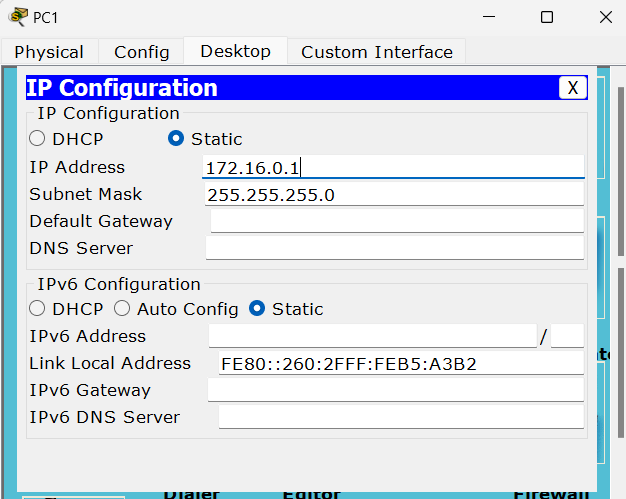 PC1
Physical Config Desktop Custom Interface
IP Configuration X
IP Configuration
DHCP Static
IP Address 172.16.0.1
Subnet Mask 255.255.255.0
Default Gateway
DNS Server
IPv6 Configuration
DHCP Auto Config Static
IPv6 Address /
Link Local Address FE80::260:2FFF:FEB5:A3B2
IPv6 Gateway
IPv6 DNS Server
Dialer Editor Firewall